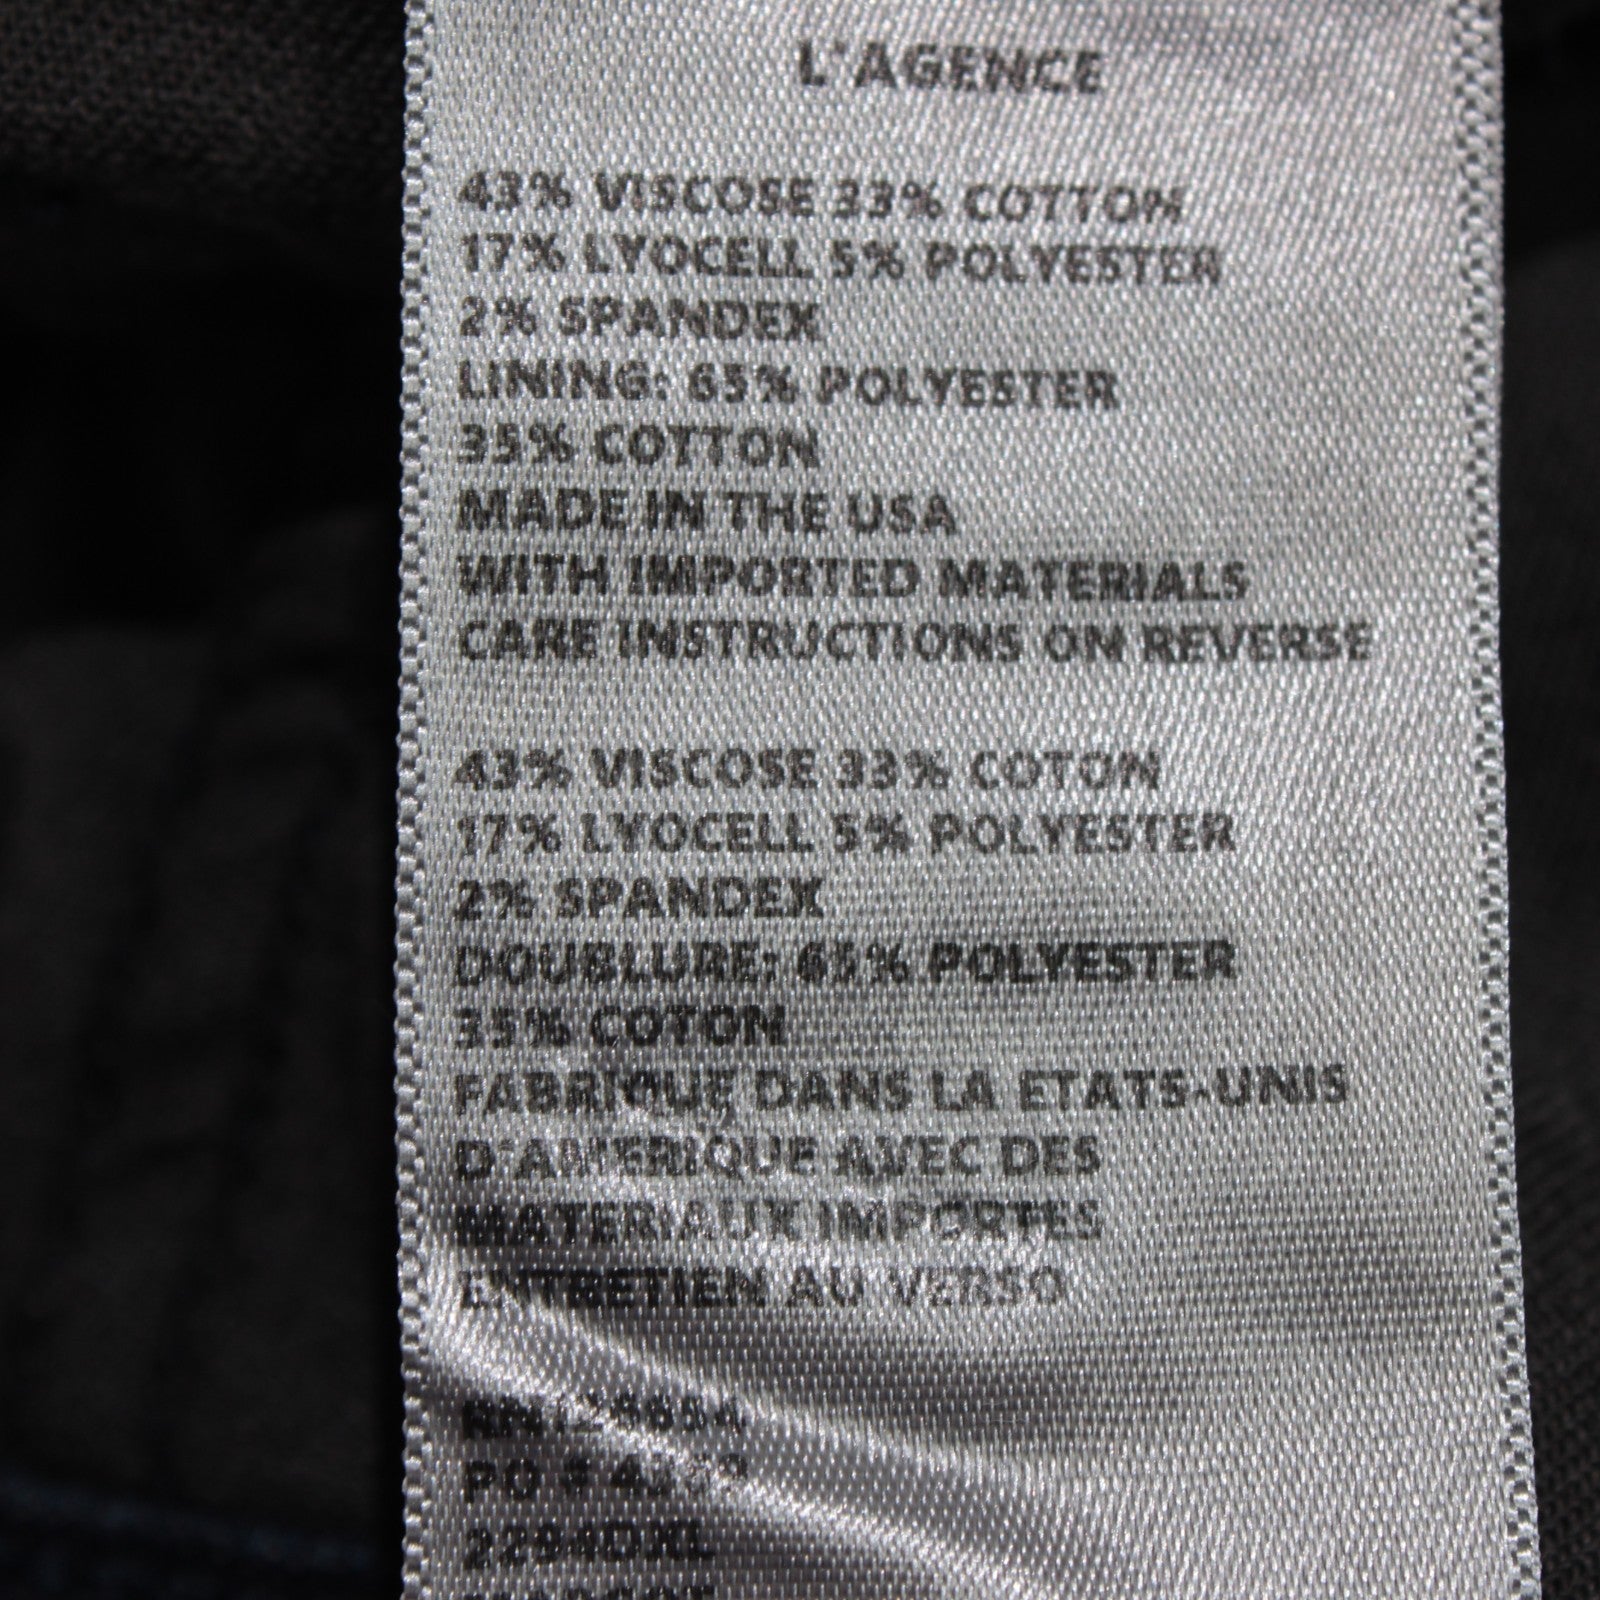 L'AGENCE
43% VISCOSE 33% COTTON
17% LYOCELL 5% POLYESTER
2% SPANDEX
LINING: 65% POLYESTER
35% COTTON
MADE IN THE USA
WITH IMPORTED MATERIALS
CARE INSTRUCTIONS ON REVERSE
43% VISCOSE 33% COTON
17% LYOCELL 5% POLYESTER
2% SPANDEX
DOUBLURE: 65% POLYESTER
35% COTON
FABRIQUE DANS LA ETATS-UNIS
D'AMERIQUE AVEC DES
MATERIAUX IMPORTES
ENTRETIEN AU VERSO
PO
2294DXL